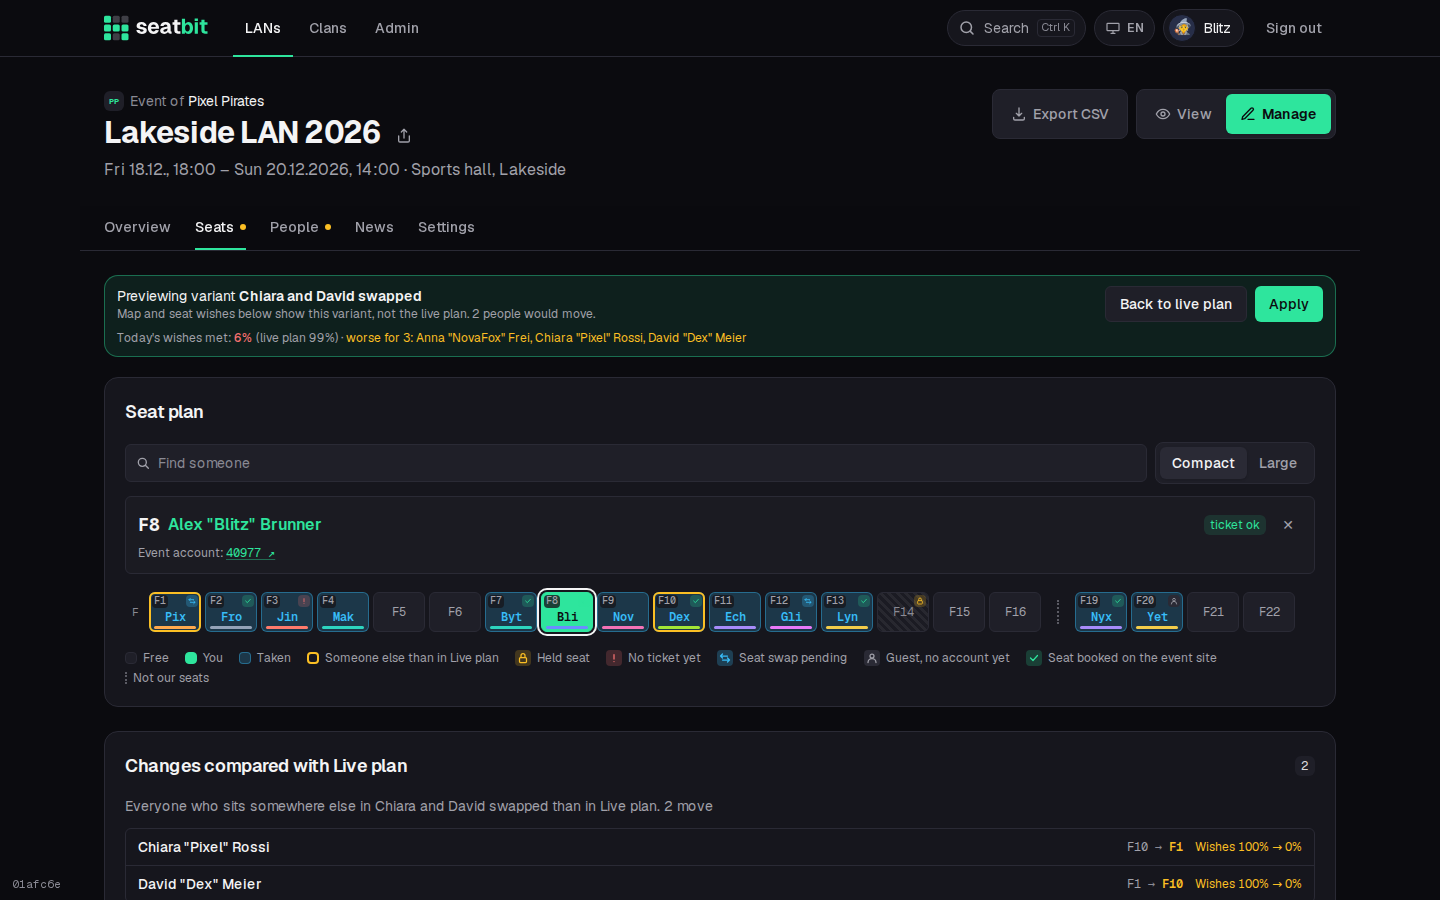 seatbit LANs Clans Admin Search Ctrl K EN Blitz Sign out
PP Event of Pixel Pirates
Lakeside LAN 2026
Export CSV View Manage
Fri 18.12., 18:00 – Sun 20.12.2026, 14:00 · Sports hall, Lakeside
Overview Seats People News Settings
Previewing variant Chiara and David swapped
Map and seat wishes below show this variant, not the live plan. 2 people would move.
Today's wishes met: 6% (live plan 99%) · worse for 3: Anna "NovaFox" Frei, Chiara "Pixel" Rossi, David "Dex" Meier
Back to live plan Apply
Seat plan
Find someone Compact Large
F8 Alex "Blitz" Brunner ticket ok ✕
Event account: 40977 ↗
F1 F2 F3 F4 F7 F8 F9 F10 F11 F12 F13 F19 F20
F Pix Fro Jin Mak F5 F6 Byt Bli Nov Dex Ech Gli Lyn F14 F15 F16 Nyx Yet F21 F22
Free You Taken Someone else than in Live plan Held seat ! No ticket yet Seat swap pending Guest, no account yet Seat booked on the event site
Not our seats
Changes compared with Live plan 2
Everyone who sits somewhere else in Chiara and David swapped than in Live plan. 2 move
Chiara "Pixel" Rossi F10 → F1 Wishes 100% → 0%
David "Dex" Meier F1 → F10 Wishes 100% → 0%
01afc6e